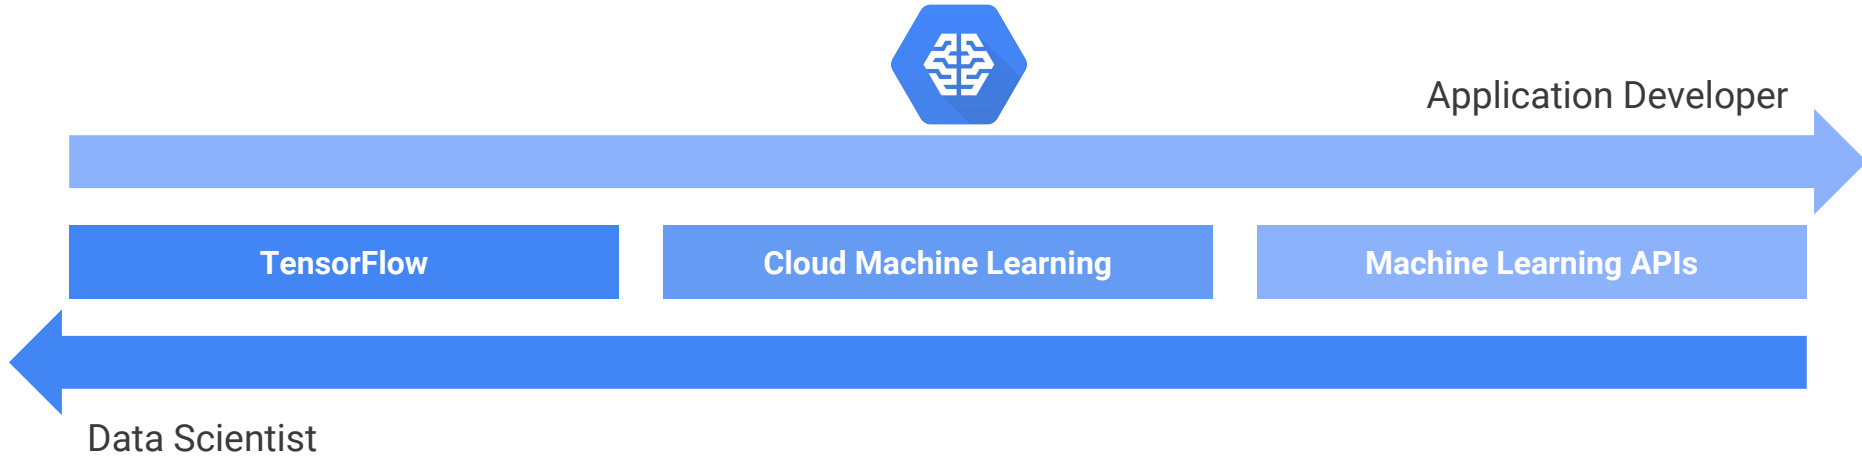 Application Developer
TensorFlow
Cloud Machine Learning
Machine Learning APIs
Data Scientist